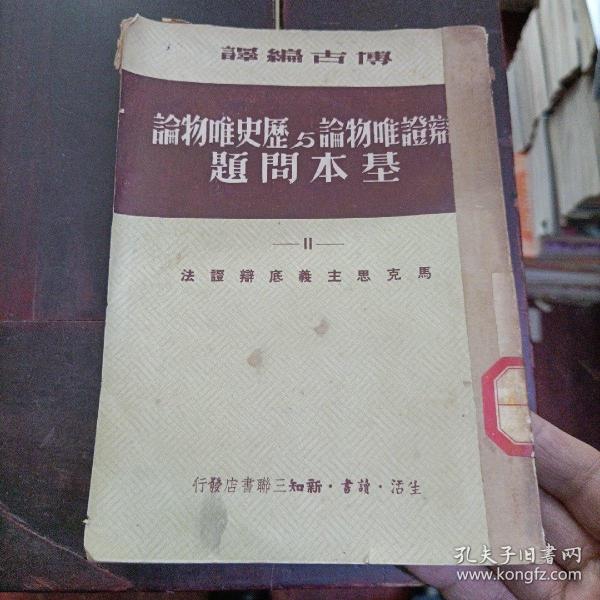 博古編譯
辯證唯物論与歷史唯物論
基本問題
—II—
馬克思主義底辯證法
生活·讀書·新知三聯書店發行
孔夫子旧书网
www.kongfz.com